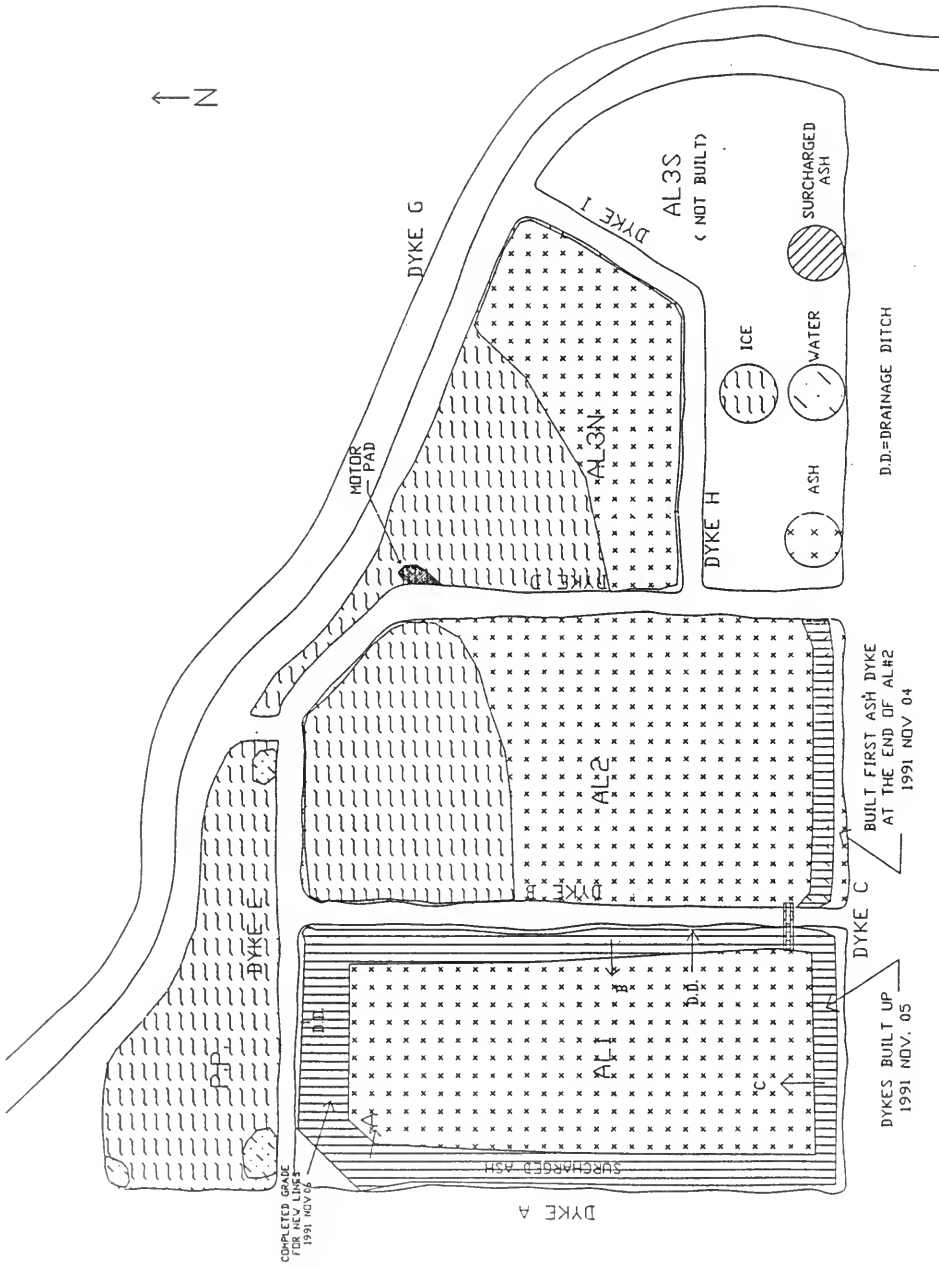 N
DYKE G
MOTOR
PAD
DYKE I
AL3S
( NOT BUILT)
AL3N
DYKE D
DYKE H
ICE
SURCHARGED
ASH
WATER
ASH
D.D.=DRAINAGE DITCH
P.P.
DYKE E
COMPLETED GRADE
FOR NEW LINES
1991 NOV 06
D.D.
AL2
DYKE B
B
D.D.
AL1
A
C
SURCHARGED ASH
DYKE A
DYKE C
BUILT FIRST ASH DYKE
AT THE END OF AL#2
1991 NOV 04
DYKES BUILT UP
1991 NOV. 05